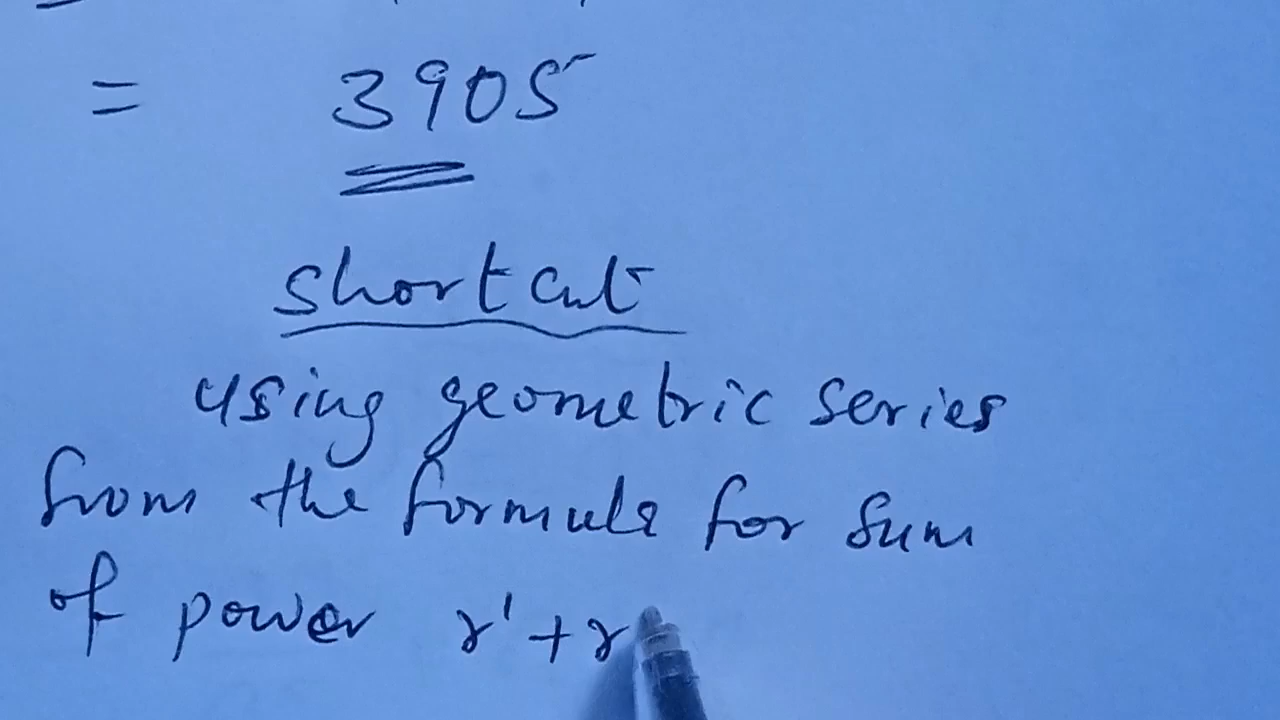 = 3905
shortcut
using geometric series
from the formula for sum
of power r¹+r